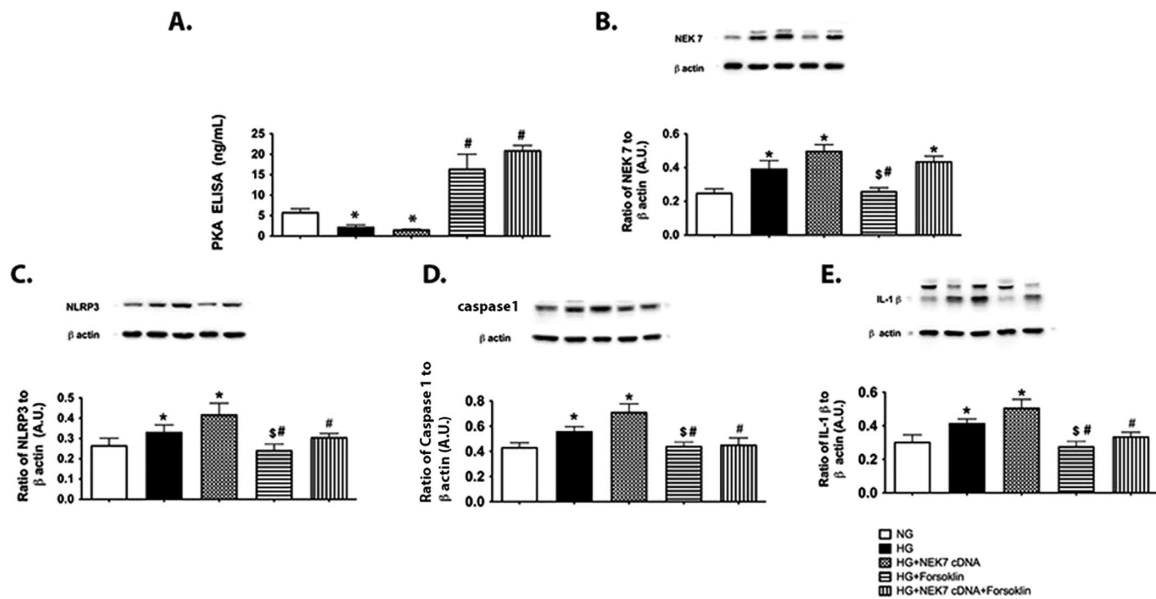 A.
PKA ELISA (ng/mL)
25
20
15
10
5
0
*
*
#
#
B.
NEK 7
β actin
Ratio of NEK 7 to
β actin (A.U.)
0.6
0.4
0.2
0.0
*
*
$ #
*
C.
NLRP3
β actin
Ratio of NLRP3 to
β actin (A.U.)
0.5
0.4
0.3
0.2
0.1
0.0
*
*
$ #
#
D.
caspase1
β actin
Ratio of Caspase 1 to
β actin (A.U.)
0.8
0.6
0.4
0.2
0.0
*
*
$ #
#
E.
IL-1 β
β actin
Ratio of IL-1 β to
β actin (A.U.)
0.6
0.4
0.2
0.0
*
*
$ #
#
NG
HG
HG+NEK7 cDNA
HG+Forsoklin
HG+NEK7 cDNA+Forsoklin